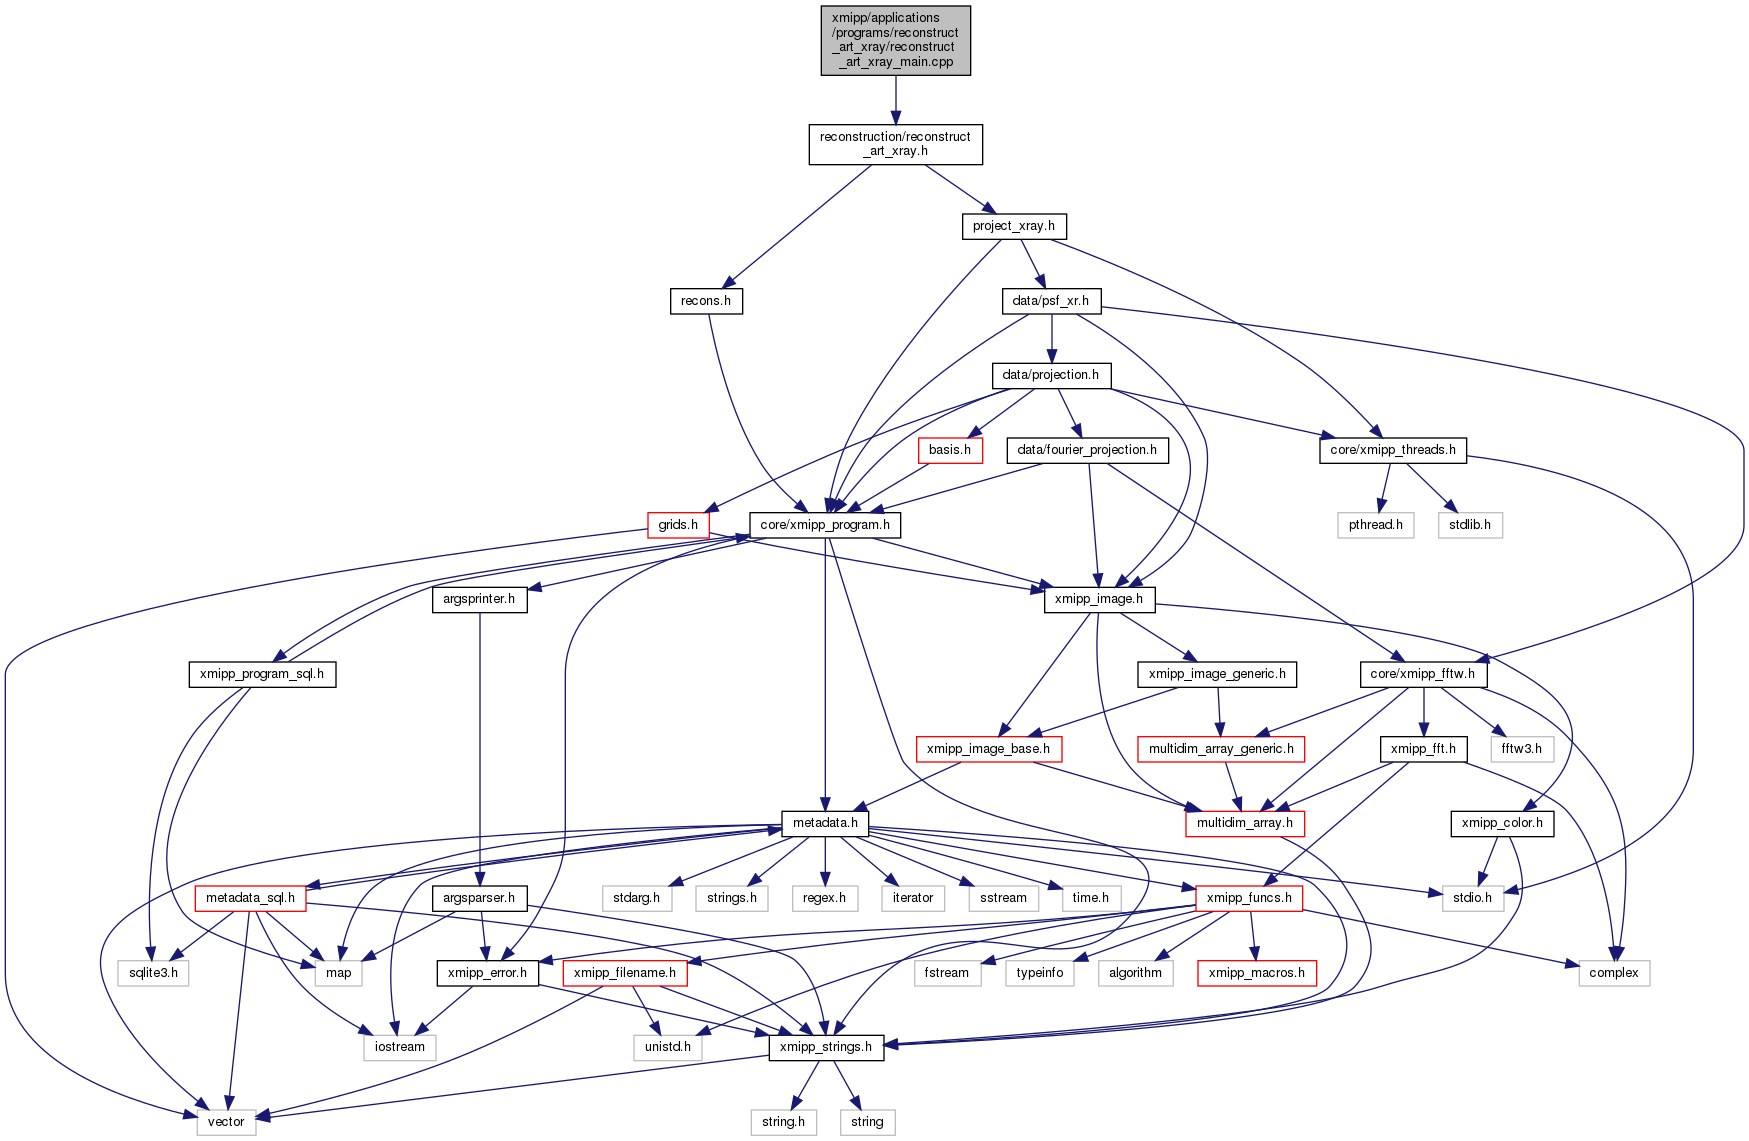 xmipp/applications
/programs/reconstruct
_art_xray/reconstruct
_art_xray_main.cpp
reconstruction/reconstruct
_art_xray.h
project_xray.h
recons.h
data/psf_xr.h
data/projection.h
basis.h
data/fourier_projection.h
core/xmipp_threads.h
grids.h
core/xmipp_program.h
pthread.h
stdlib.h
argsprinter.h
xmipp_image.h
xmipp_program_sql.h
xmipp_image_generic.h
core/xmipp_fftw.h
xmipp_image_base.h
multidim_array_generic.h
xmipp_fft.h
fftw3.h
metadata.h
multidim_array.h
xmipp_color.h
metadata_sql.h
argsparser.h
stdarg.h
strings.h
regex.h
iterator
sstream
time.h
xmipp_funcs.h
stdio.h
sqlite3.h
map
xmipp_error.h
xmipp_filename.h
fstream
typeinfo
algorithm
xmipp_macros.h
complex
iostream
unistd.h
xmipp_strings.h
vector
string.h
string